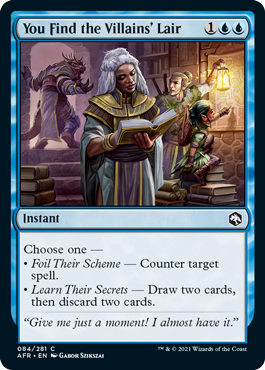 You Find the Villains' Lair 1
Instant
Choose one —
• Foil Their Scheme — Counter target
spell.
• Learn Their Secrets — Draw two cards,
then discard two cards.
“Give me just a moment! I almost have it.”
084/281 C
AFR • EN GABOR SZIKSZAI
™ & © 2021 Wizards of the Coast